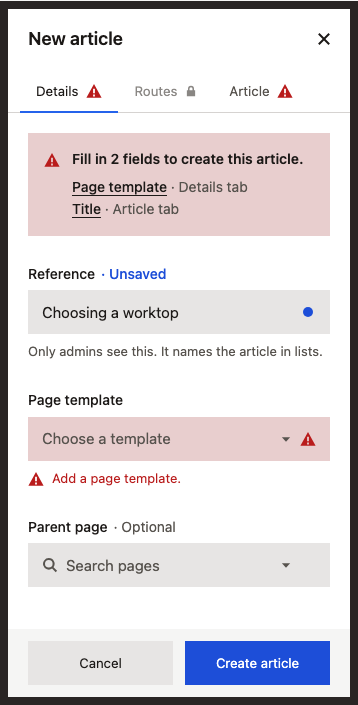 New article
Details
Routes
Article
Fill in 2 fields to create this article.
Page template · Details tab
Title · Article tab
Reference · Unsaved
Choosing a worktop
Only admins see this. It names the article in lists.
Page template
Choose a template
Add a page template.
Parent page · Optional
Search pages
Cancel
Create article